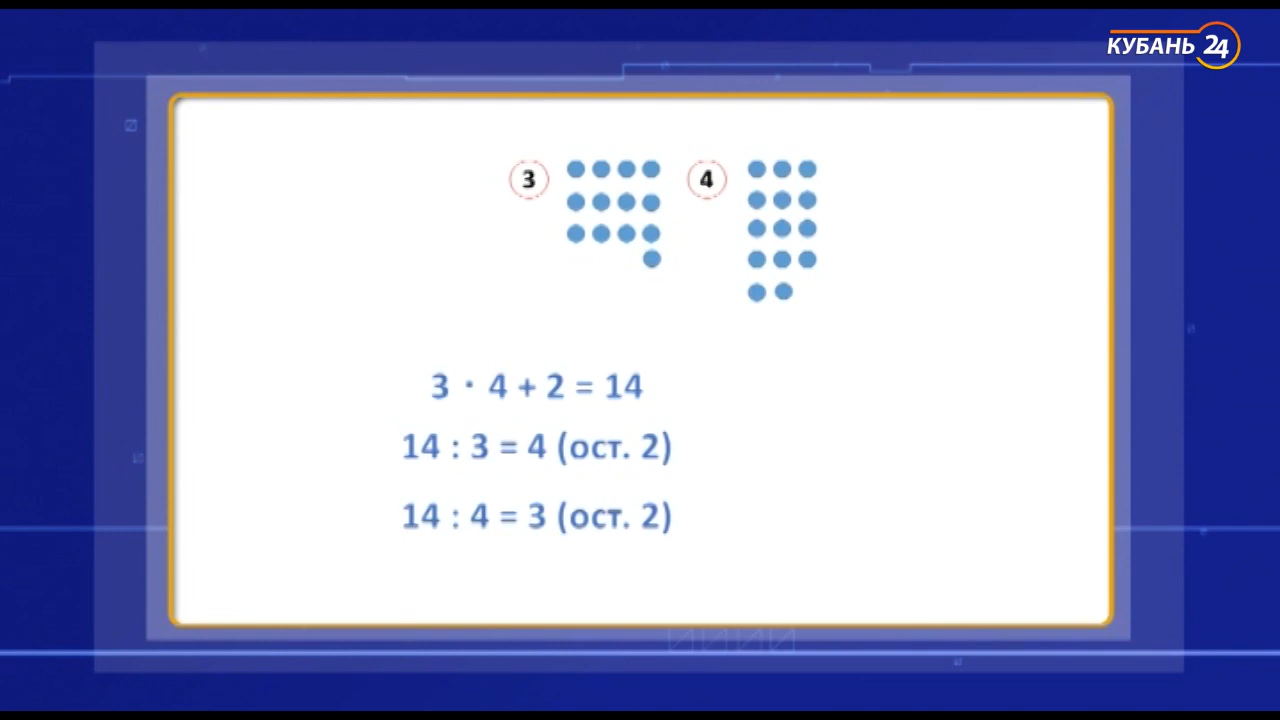 КУБАНЬ 24
3 4
3 · 4 + 2 = 14
14 : 3 = 4 (ост. 2)
14 : 4 = 3 (ост. 2)